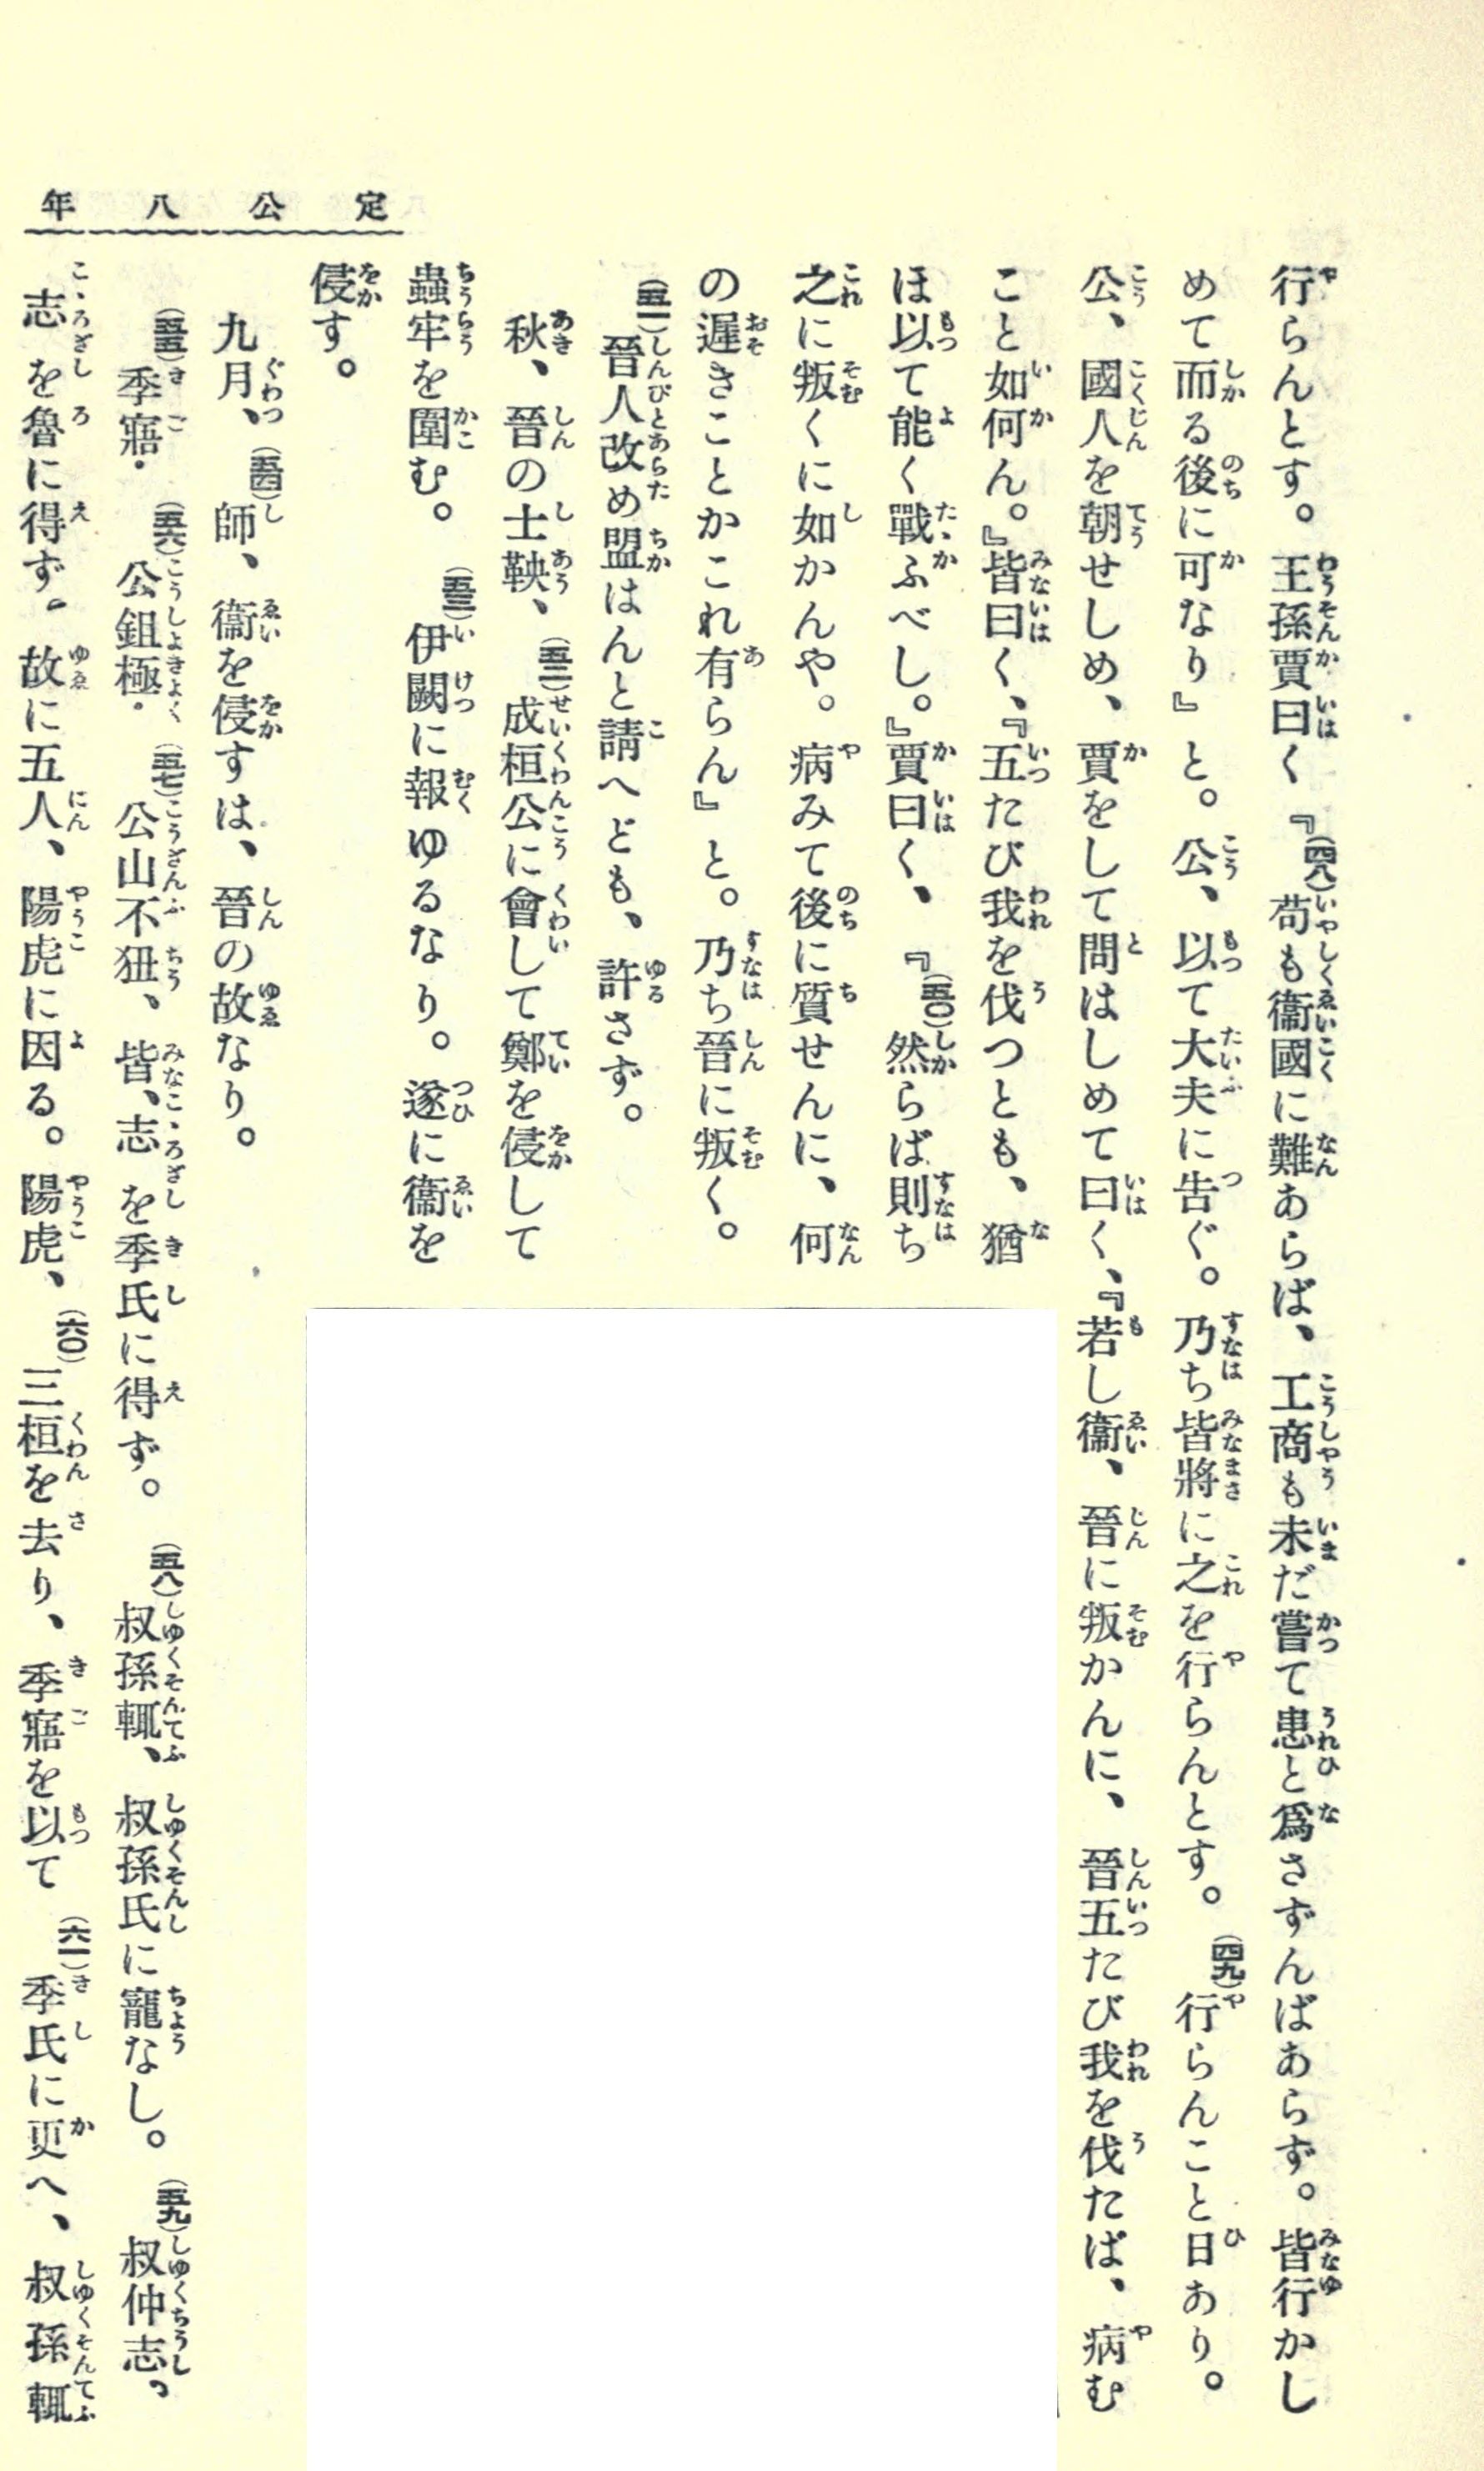 定公八年
行らんとす。王孫賈曰く『(四八)苟も衞國に難あらば、工商も未だ嘗て患と爲さずんばあらず。皆行かし
めて而る後に可なり』と。公、以て大夫に告ぐ。乃ち皆將に之を行らんとす。(四九)行らんこと日あり。
公、國人を朝せしめ、賈をして問はしめて曰く、『若し衞、晉に叛かんに、晉五たび我を伐たば、病む
こと如何ん。』皆曰く、『五たび我を伐つとも、猶
ほ以て能く戰ふべし。』賈曰く、『(五〇)然らば則ち
之に叛くに如かんや。病みて後に質せんに、何
の遲きことかこれ有らん』と。乃ち晉に叛く。
(五一)晉人改め盟はんと請へども、許さず。
秋、晉の士鞅、(五二)成桓公に會して鄭を侵して
蟲牢を圍む。(五三)伊闕に報ゆるなり。遂に衞を
侵す。
九月、(五四)師、衞を侵すは、晉の故なり。
(五五)季寤・(五六)公鉏極・(五七)公山不狃、皆、志を季氏に得ず。(五八)叔孫輒、叔孫氏に寵なし。(五九)叔仲志、
志を魯に得ず。故に五人、陽虎に因る。陽虎、(六〇)三桓を去り、季寤を以て(六一)季氏に更へ、叔孫輒